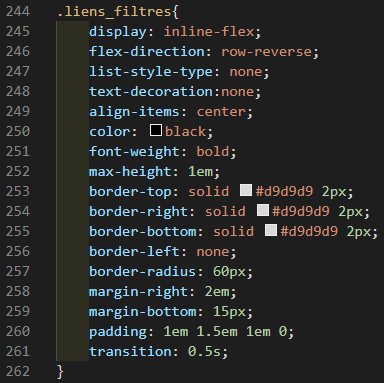 244 .liens_filtres{
245     display: inline-flex;
246     flex-direction: row-reverse;
247     list-style-type: none;
248     text-decoration:none;
249     align-items: center;
250     color: black;
251     font-weight: bold;
252     max-height: 1em;
253     border-top: solid #d9d9d9 2px;
254     border-right: solid #d9d9d9 2px;
255     border-bottom: solid #d9d9d9 2px;
256     border-left: none;
257     border-radius: 60px;
258     margin-right: 2em;
259     margin-bottom: 15px;
260     padding: 1em 1.5em 1em 0;
261     transition: 0.5s;
262 }